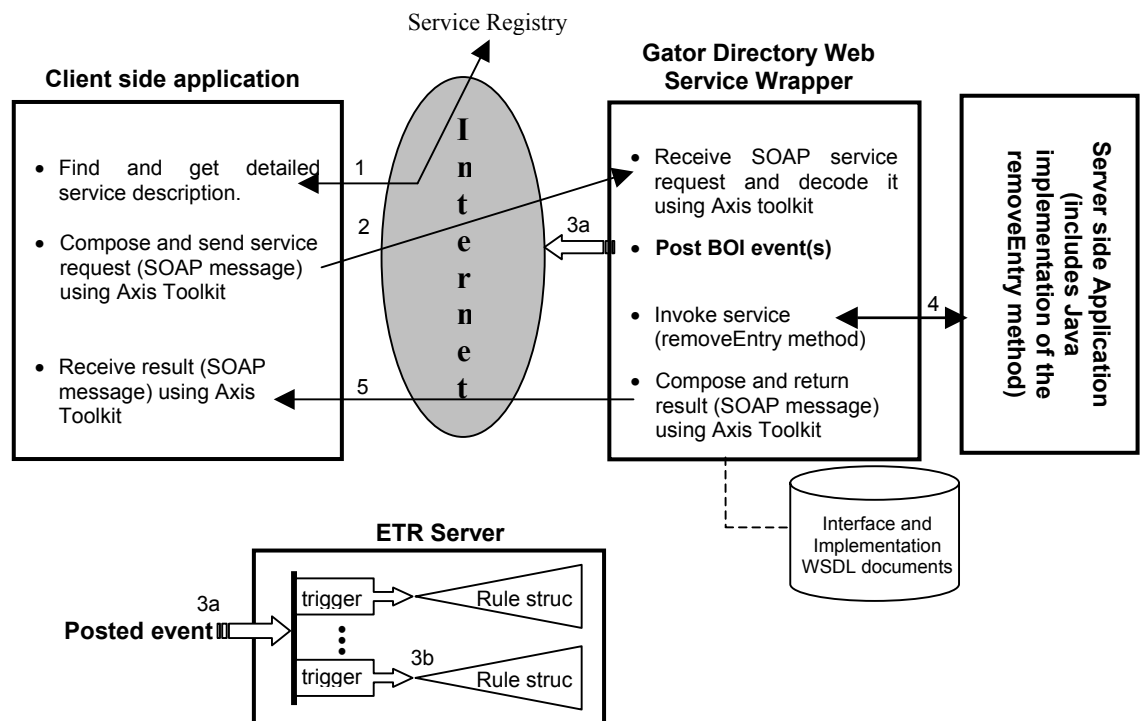 Service Registry
Client side application
Gator Directory Web
Service Wrapper
• Find and get detailed
service description.
• Compose and send service
request (SOAP message)
using Axis Toolkit
• Receive result (SOAP
message) using Axis
Toolkit
1
2
3a
4
5
Internet
• Receive SOAP service
request and decode it
using Axis toolkit
• Post BOI event(s)
• Invoke service
(removeEntry method)
• Compose and return
result (SOAP message)
using Axis Toolkit
Server side Application
(includes Java
implementation of the
removeEntry method)
Interface and
Implementation
WSDL documents
ETR Server
3a
Posted event
trigger
Rule struc
3b
trigger
Rule struc